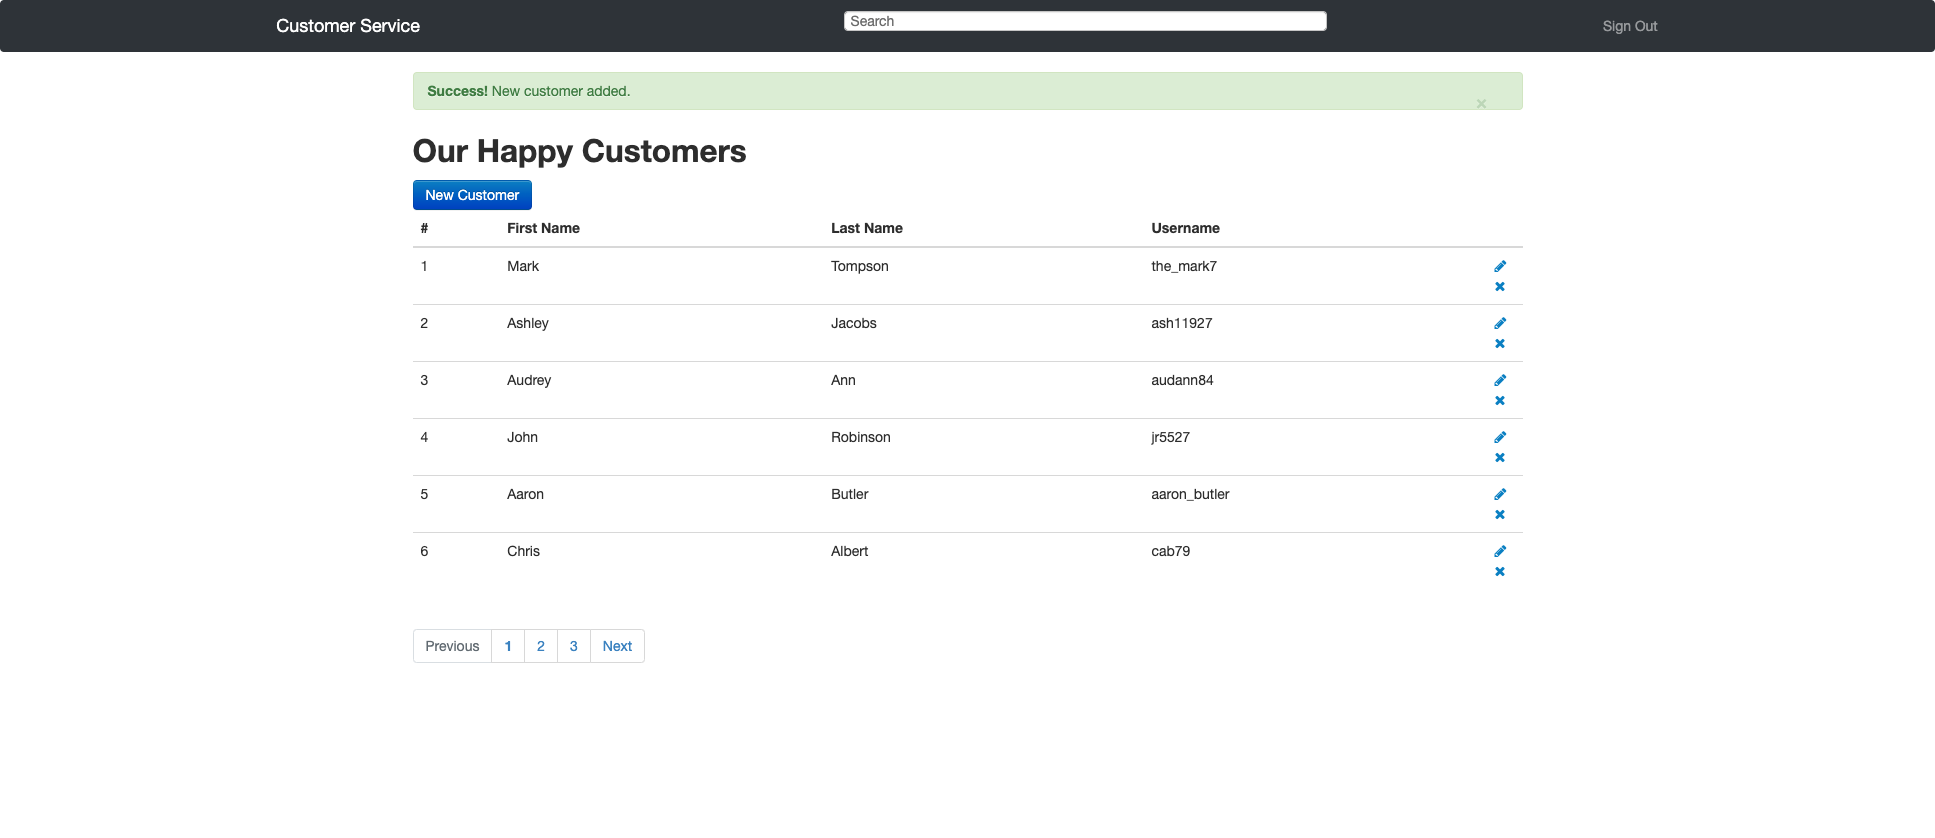 Customer Service Search Sign Out
Success! New customer added. ×
Our Happy Customers
New Customer
# First Name Last Name Username
1 Mark Tompson the_mark7
2 Ashley Jacobs ash11927
3 Audrey Ann audann84
4 John Robinson jr5527
5 Aaron Butler aaron_butler
6 Chris Albert cab79
Previous 1 2 3 Next